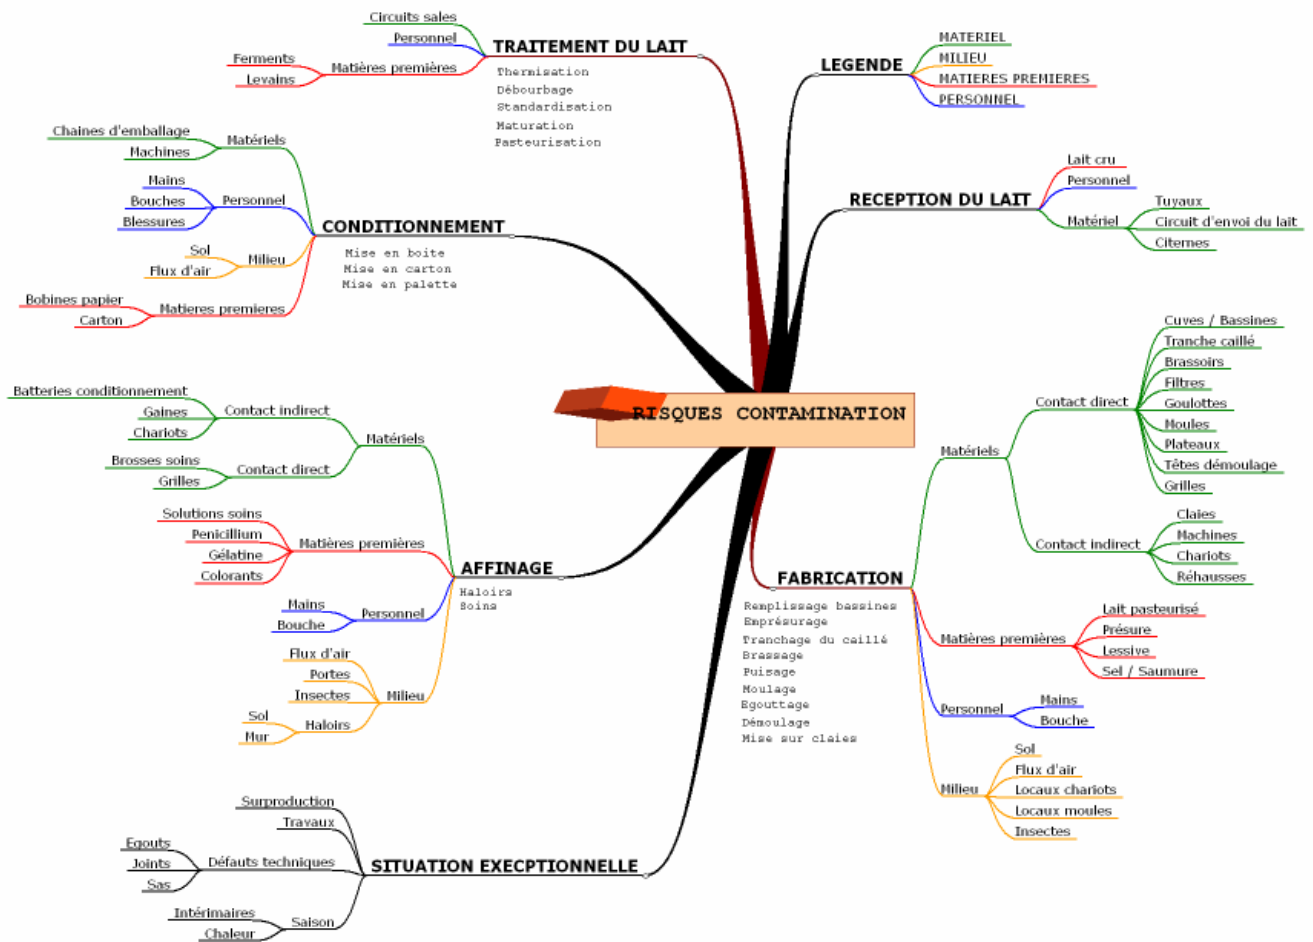 RISQUES CONTAMINATION
LEGENDE
MATERIEL
MILIEU
MATIERES PREMIERES
PERSONNEL
RECEPTION DU LAIT
Lait cru
Personnel
Matériel
Tuyaux
Circuit d'envoi du lait
Citernes
FABRICATION
Remplissage bassines
Emprésurage
Tranchage du caillé
Brassage
Puisage
Moulage
Egouttage
Démoulage
Mise sur claies
Matériels
Contact direct
Cuves / Bassines
Tranche caillé
Brassoirs
Filtres
Goulottes
Moules
Plateaux
Têtes démoulage
Grilles
Contact indirect
Claies
Machines
Chariots
Réhausses
Matières premières
Lait pasteurisé
Présure
Lessive
Sel / Saumure
Personnel
Mains
Bouche
Milieu
Sol
Flux d'air
Locaux chariots
Locaux moules
Insectes
TRAITEMENT DU LAIT
Thermisation
Débourbage
Standardisation
Maturation
Pasteurisation
Circuits sales
Personnel
Matières premières
Ferments
Levains
CONDITIONNEMENT
Mise en boite
Mise en carton
Mise en palette
Matériels
Chaines d'emballage
Machines
Personnel
Mains
Bouches
Blessures
Milieu
Sol
Flux d'air
Matieres premieres
Bobines papier
Carton
AFFINAGE
Haloirs
Soins
Matériels
Contact indirect
Batteries conditionnement
Gaines
Chariots
Contact direct
Brosses soins
Grilles
Matières premières
Solutions soins
Penicillium
Gélatine
Colorants
Personnel
Mains
Bouche
Milieu
Flux d'air
Portes
Insectes
Haloirs
Sol
Mur
SITUATION EXECPTIONNELLE
Surproduction
Travaux
Défauts techniques
Egouts
Joints
Sas
Saison
Intérimaires
Chaleur